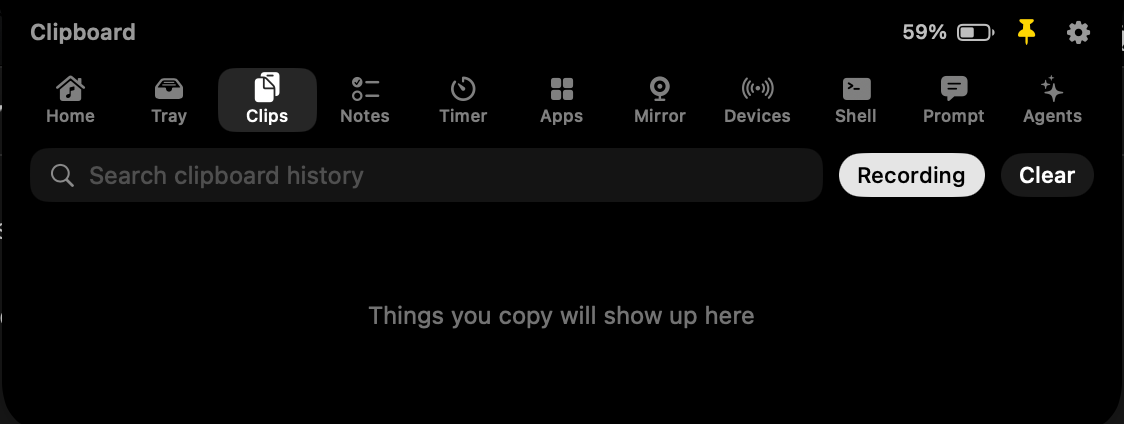 Clipboard 59%
Home Tray Clips Notes Timer Apps Mirror Devices Shell Prompt Agents
Search clipboard history Recording Clear
Things you copy will show up here